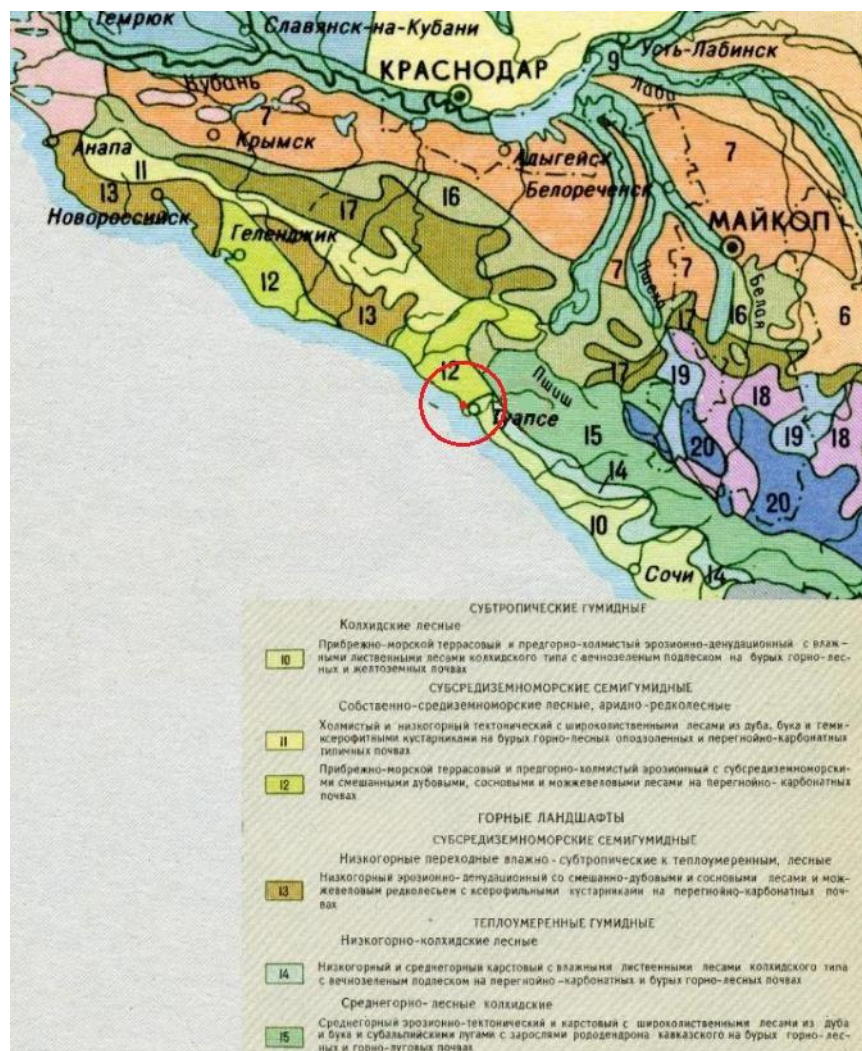 Темрюк
Славянск-на-Кубани
Усть-Лабинск
КРАСНОДАР
9
Кубань
Лаба
7
Крымск
Анапа
Адыгейск
7
11
13
Белореченск
16
17
Новороссийск
МАЙКОП
Геленджик
12
7
7
Пшеха
Белая
16
6
13
17
12
Пшиш
17
19
18
Туапсе
15
20
19
18
14
20
10
Сочи
14
СУБТРОПИЧЕСКИЕ ГУМИДНЫЕ
Колхидские лесные
10 Прибрежно-морской террасовый и предгорно-холмистый эрозионно-денудационный с влаж-
ными лиственными лесами колхидского типа с вечнозеленым подлеском на бурых горно-лес-
ных и желтоземных почвах
СУБСРЕДИЗЕМНОМОРСКИЕ СЕМИГУМИДНЫЕ
Собственно-средиземноморские лесные, аридно-редколесные
11 Холмистый и низкогорный тектонический с широколиственными лесами из дуба, бука и геми-
ксерофитными кустарниками на бурых горно-лесных оподзоленных и перегнойно-карбонатных
типичных почвах
12 Прибрежно-морской террасовый и предгорно-холмистый эрозионный с субсредиземноморски-
ми смешанными дубовыми, сосновыми и можжевеловыми лесами на перегнойно-карбонатных
почвах
ГОРНЫЕ ЛАНДШАФТЫ
СУБСРЕДИЗЕМНОМОРСКИЕ СЕМИГУМИДНЫЕ
Низкогорные переходные влажно-субтропические к теплоумеренным, лесные
13 Низкогорный эрозионно-денудационный со смешанно-дубовыми и сосновыми лесами и мож-
жевеловым редколесьем с ксерофильными кустарниками на перегнойно-карбонатных поч-
вах
ТЕПЛОУМЕРЕННЫЕ ГУМИДНЫЕ
Низкогорно-колхидские лесные
14 Низкогорный и среднегорный карстовый с влажными лиственными лесами колхидского типа
с вечнозеленым подлеском на перегнойно-карбонатных и бурых горно-лесных почвах
Среднегорно-лесные колхидские
15 Среднегорный эрозионно-тектонический и карстовый с широколиственными лесами из дуба
и бука и субальпийскими лугами с зарослями рододендрона кавказского на бурых горно-лес-
ных и горно-луговых почвах